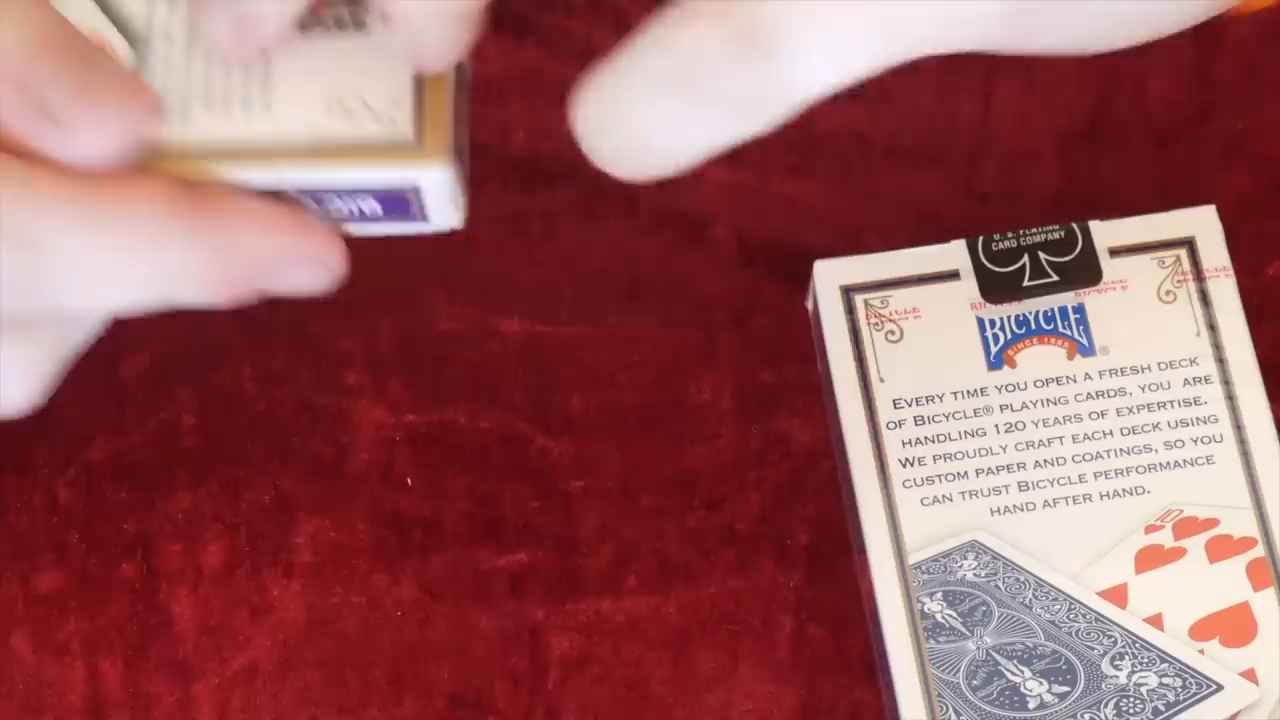 U. S. PLAYING
CARD COMPANY
BICYCLE
SINCE 1885
®
EVERY TIME YOU OPEN A FRESH DECK
OF BICYCLE® PLAYING CARDS, YOU ARE
HANDLING 120 YEARS OF EXPERTISE.
WE PROUDLY CRAFT EACH DECK USING
CUSTOM PAPER AND COATINGS, SO YOU
CAN TRUST BICYCLE PERFORMANCE
HAND AFTER HAND.
10